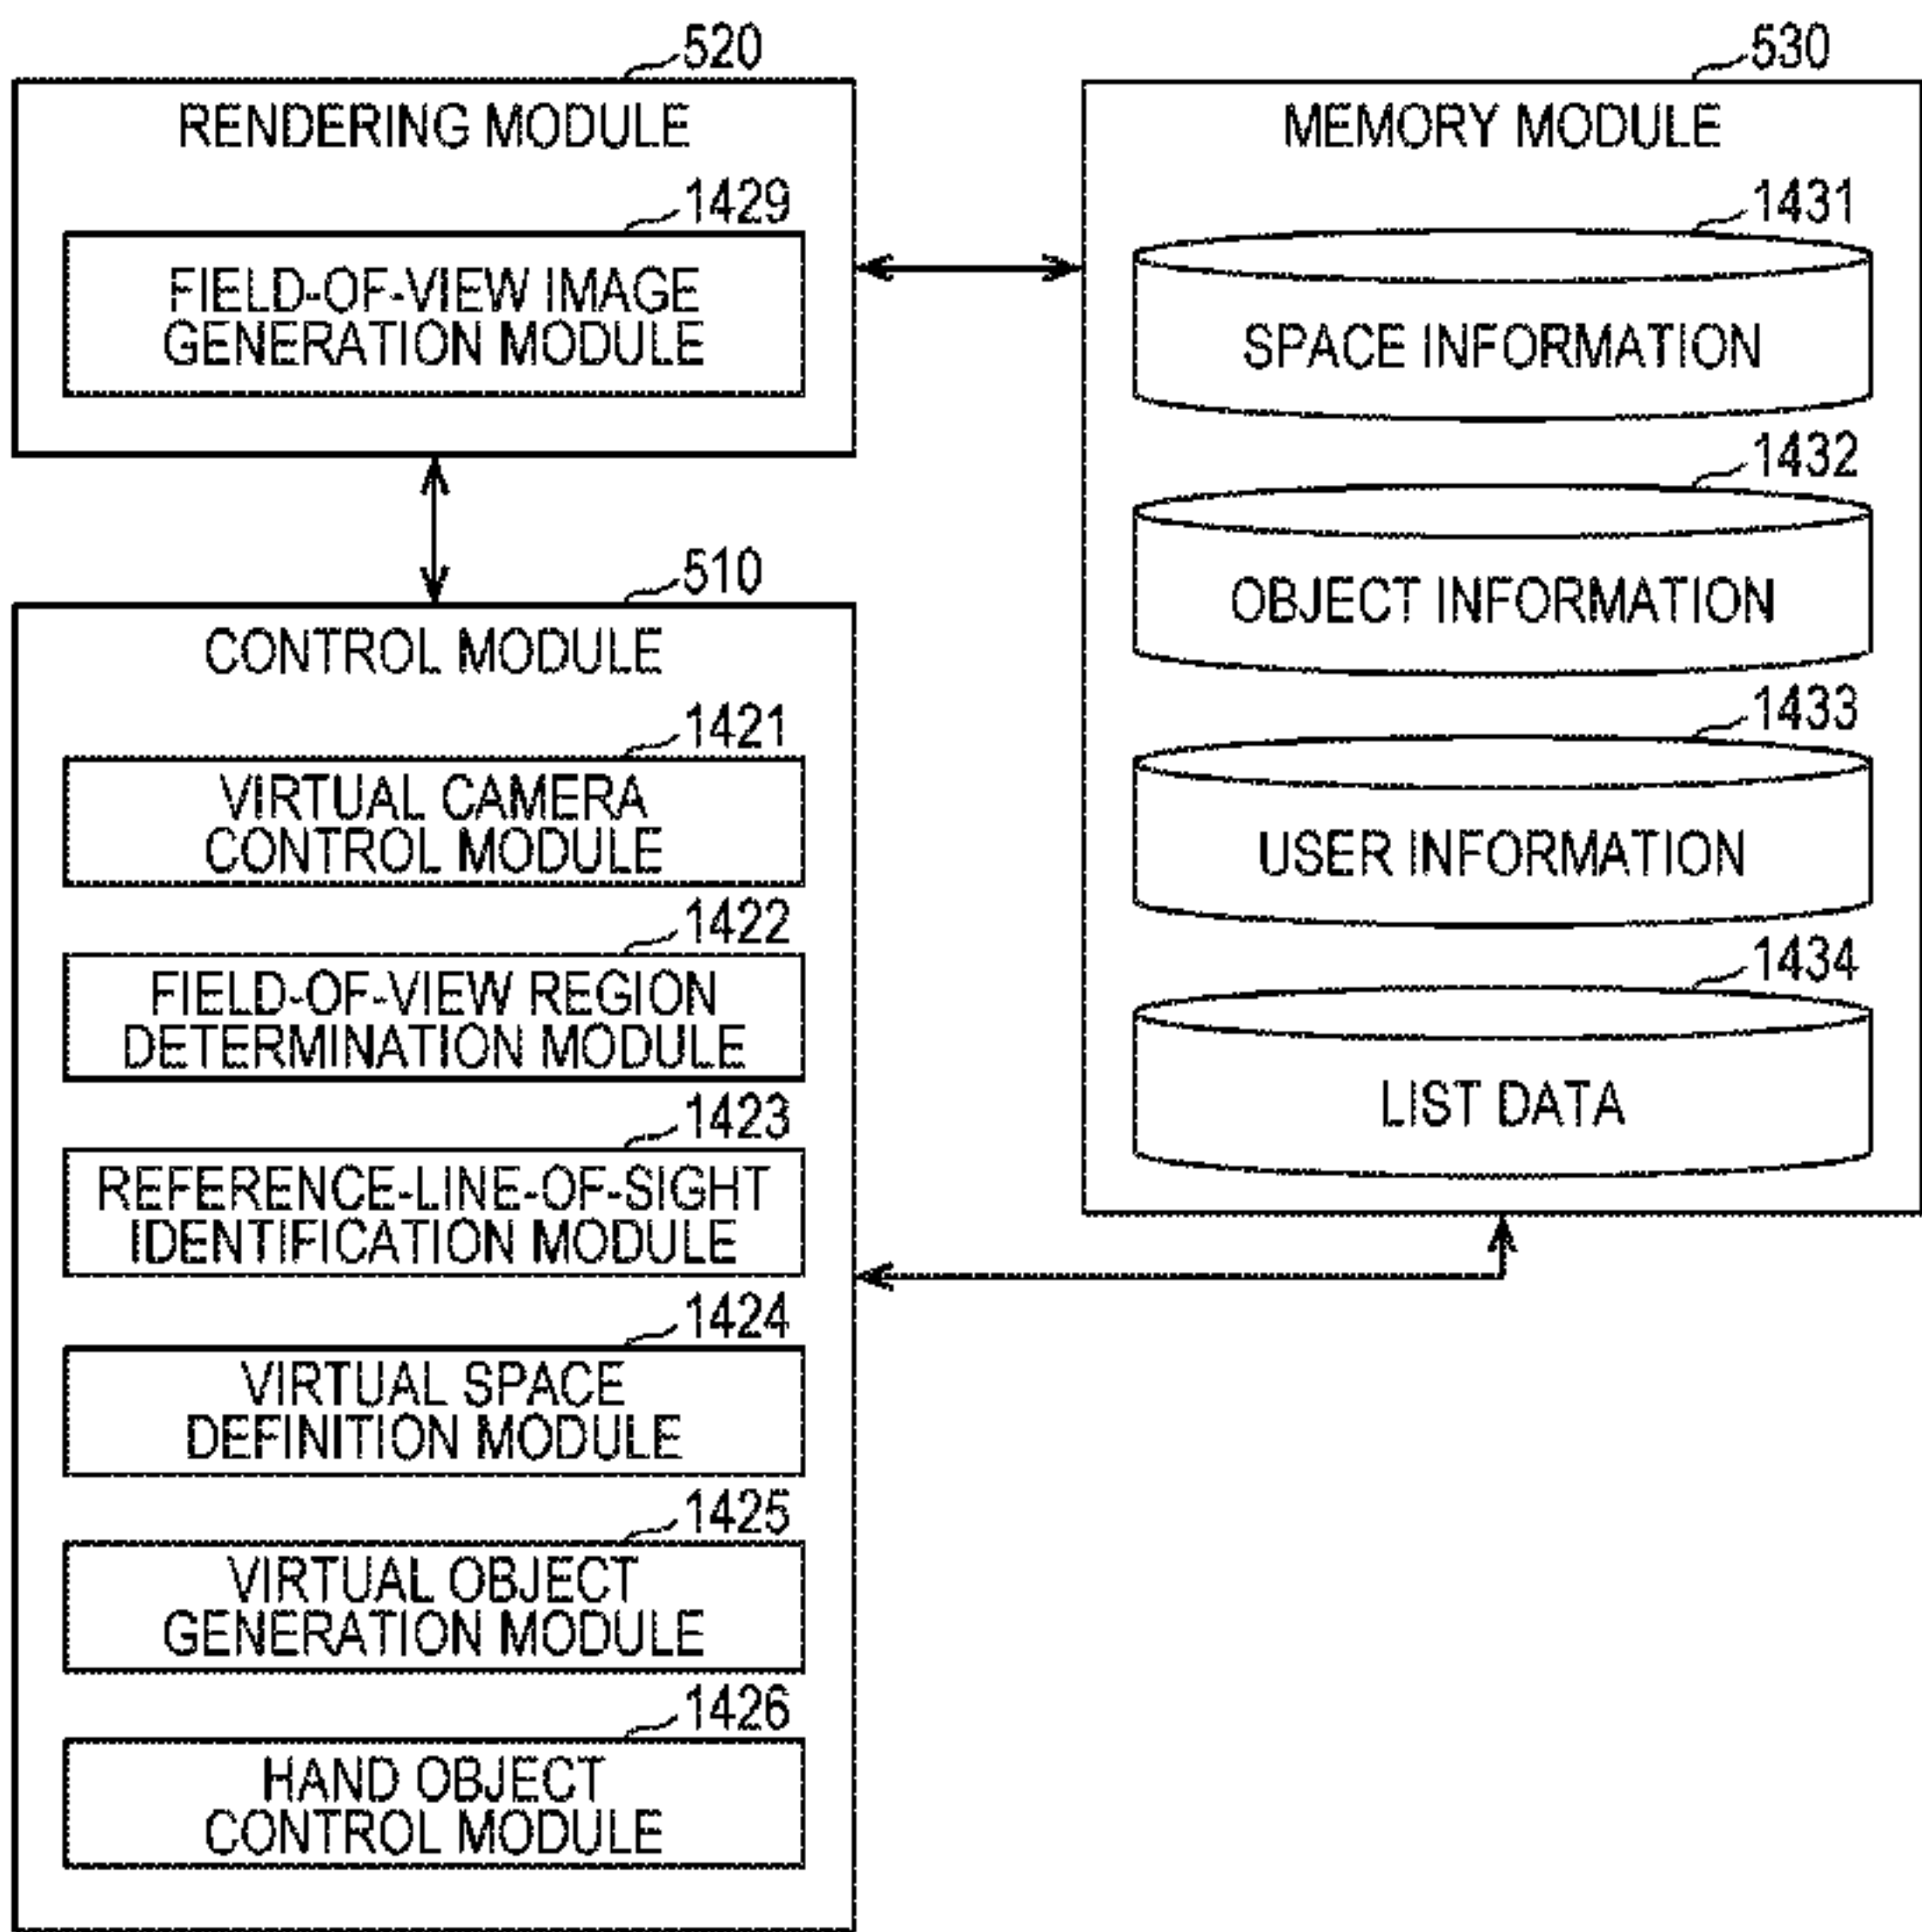 520
RENDERING MODULE
1429
FIELD-OF-VIEW IMAGE
GENERATION MODULE
510
CONTROL MODULE
1421
VIRTUAL CAMERA
CONTROL MODULE
1422
FIELD-OF-VIEW REGION
DETERMINATION MODULE
1423
REFERENCE-LINE-OF-SIGHT
IDENTIFICATION MODULE
1424
VIRTUAL SPACE
DEFINITION MODULE
1425
VIRTUAL OBJECT
GENERATION MODULE
1426
HAND OBJECT
CONTROL MODULE
530
MEMORY MODULE
1431
SPACE INFORMATION
1432
OBJECT INFORMATION
1433
USER INFORMATION
1434
LIST DATA